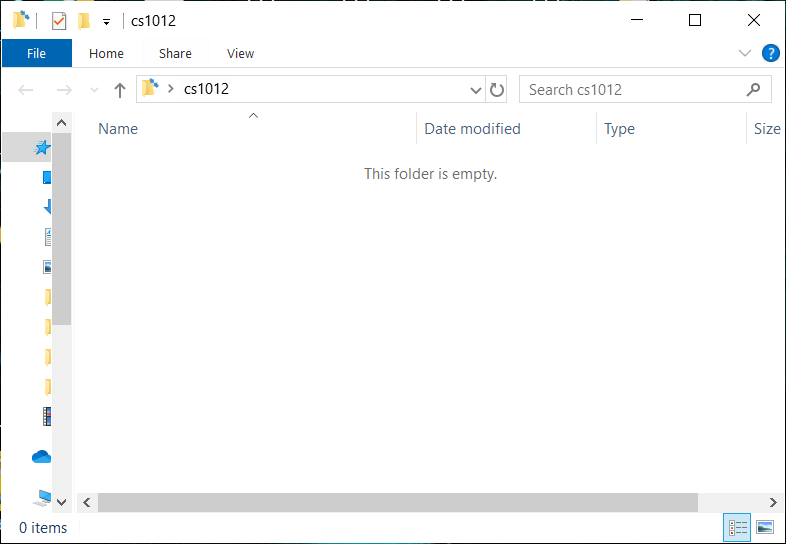 cs1012
File Home Share View ?
cs1012 Search cs1012
Name Date modified Type Size
This folder is empty.
0 items